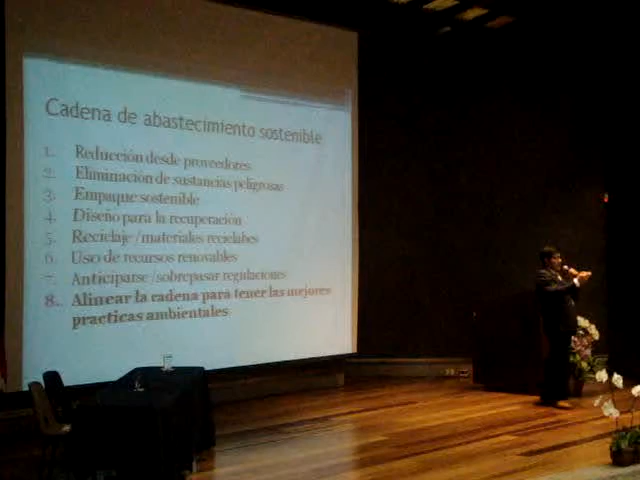 Cadena de abastecimiento sostenible
1. Reducción desde proveedores
2. Eliminación de sustancias peligrosas
3. Empaque sostenible
4. Diseño para la recuperación
5. Reciclaje /materiales reciclabes
6. Uso de recursos renovables
7. Anticiparse /sobrepasar regulaciones
8. Alinear la cadena para tener las mejores
practicas ambientales